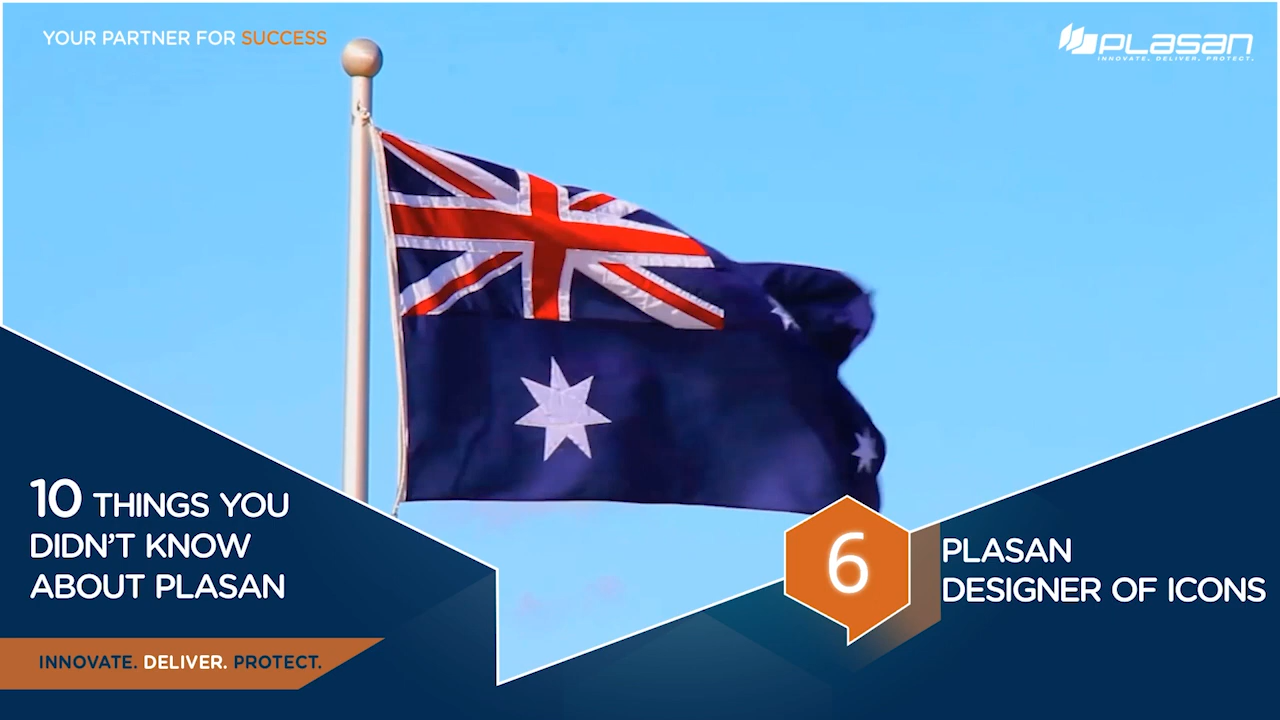 YOUR PARTNER FOR SUCCESS
PLASAN
INNOVATE. DELIVER. PROTECT.
10 THINGS YOU
DIDN'T KNOW
ABOUT PLASAN
6
PLASAN
DESIGNER OF ICONS
INNOVATE. DELIVER. PROTECT.